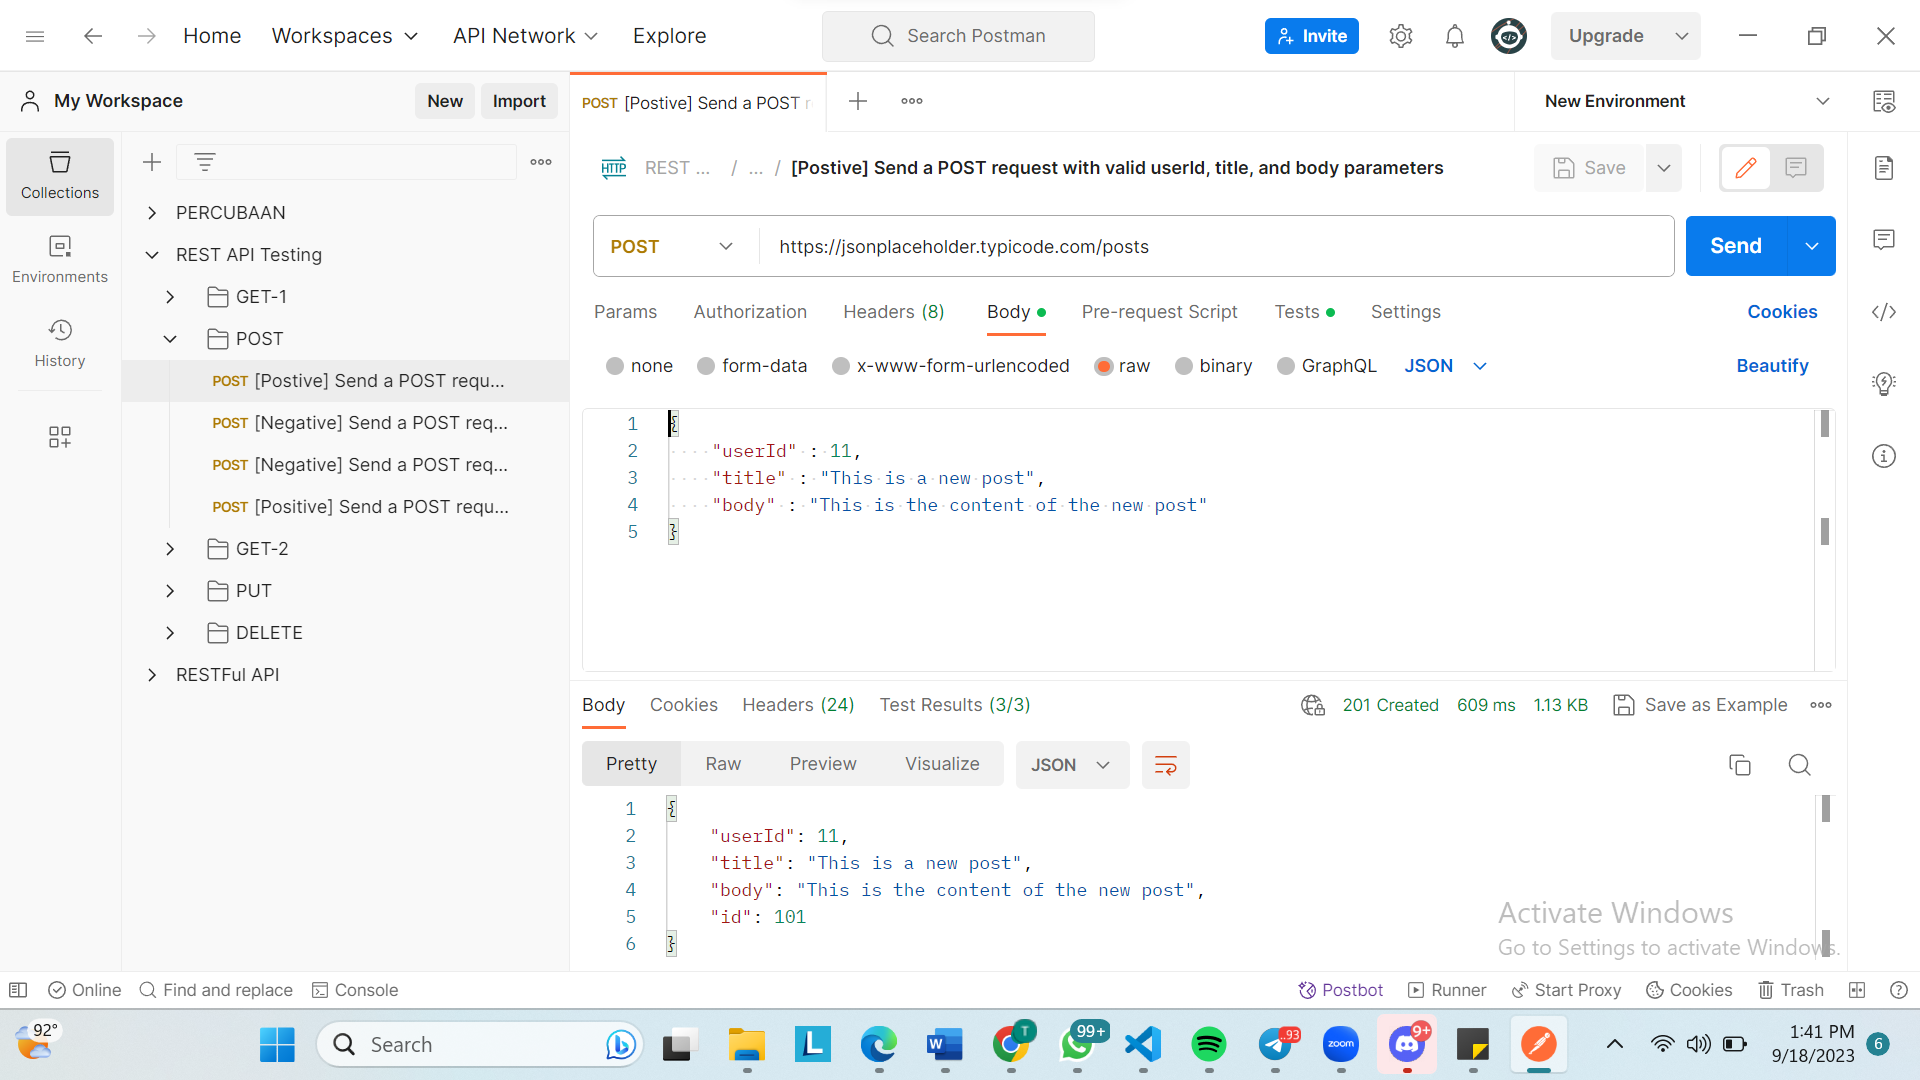 Home Workspaces API Network Explore Search Postman Invite Upgrade
My Workspace New Import POST [Postive] Send a POST r New Environment
Collections
Environments
History
PERCUBAAN
REST API Testing
GET-1
POST
POST [Postive] Send a POST requ...
POST [Negative] Send a POST req...
POST [Negative] Send a POST req...
POST [Positive] Send a POST requ...
GET-2
PUT
DELETE
RESTFul API
HTTP REST ... / ... / [Postive] Send a POST request with valid userId, title, and body parameters Save
POST https://jsonplaceholder.typicode.com/posts Send
Params Authorization Headers (8) Body Pre-request Script Tests Settings Cookies
none form-data x-www-form-urlencoded raw binary GraphQL JSON Beautify
1 {
2 "userId" : 11,
3 "title" : "This is a new post",
4 "body" : "This is the content of the new post"
5 }
Body Cookies Headers (24) Test Results (3/3) 201 Created 609 ms 1.13 KB Save as Example
Pretty Raw Preview Visualize JSON
1 {
2 "userId": 11,
3 "title": "This is a new post",
4 "body": "This is the content of the new post",
5 "id": 101
6 }
Activate Windows
Go to Settings to activate Windows.
Online Find and replace Console Postbot Runner Start Proxy Cookies Trash
92° Search L W T 99+ .93 zoom 9+ 1:41 PM
9/18/2023 6